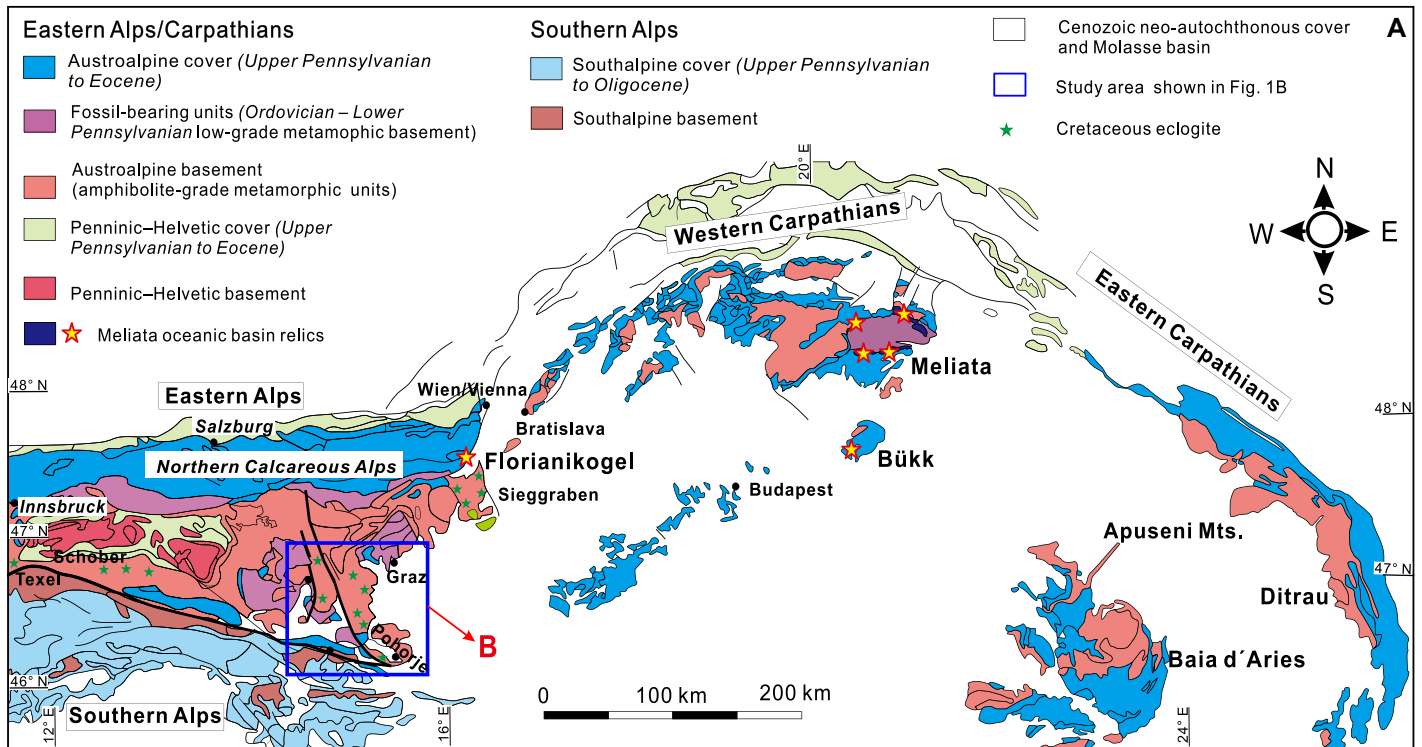 A
Eastern Alps/Carpathians
Austroalpine cover (Upper Pennsylvanian
to Eocene)
Fossil-bearing units (Ordovician – Lower
Pennsylvanian low-grade metamophic basement)
Austroalpine basement
(amphibolite-grade metamorphic units)
Penninic–Helvetic cover (Upper
Pennsylvanian to Eocene)
Penninic–Helvetic basement
Meliata oceanic basin relics
Southern Alps
Southalpine cover (Upper Pennsylvanian
to Oligocene)
Southalpine basement
Cenozoic neo-autochthonous cover
and Molasse basin
Study area shown in Fig. 1B
Cretaceous eclogite
20° E
N
W
E
S
Western Carpathians
Eastern Carpathians
Meliata
48° N
48° N
Eastern Alps
Wien/Vienna
Salzburg
Bratislava
Northern Calcareous Alps
Florianikogel
Bükk
Sieggraben
Budapest
Innsbruck
47° N
Schober
Texel
Graz
Apuseni Mts.
47° N
Ditrau
Pohorje
B
Baia d´Aries
46° N
0
100 km
200 km
Southern Alps
12° E
16° E
24° E